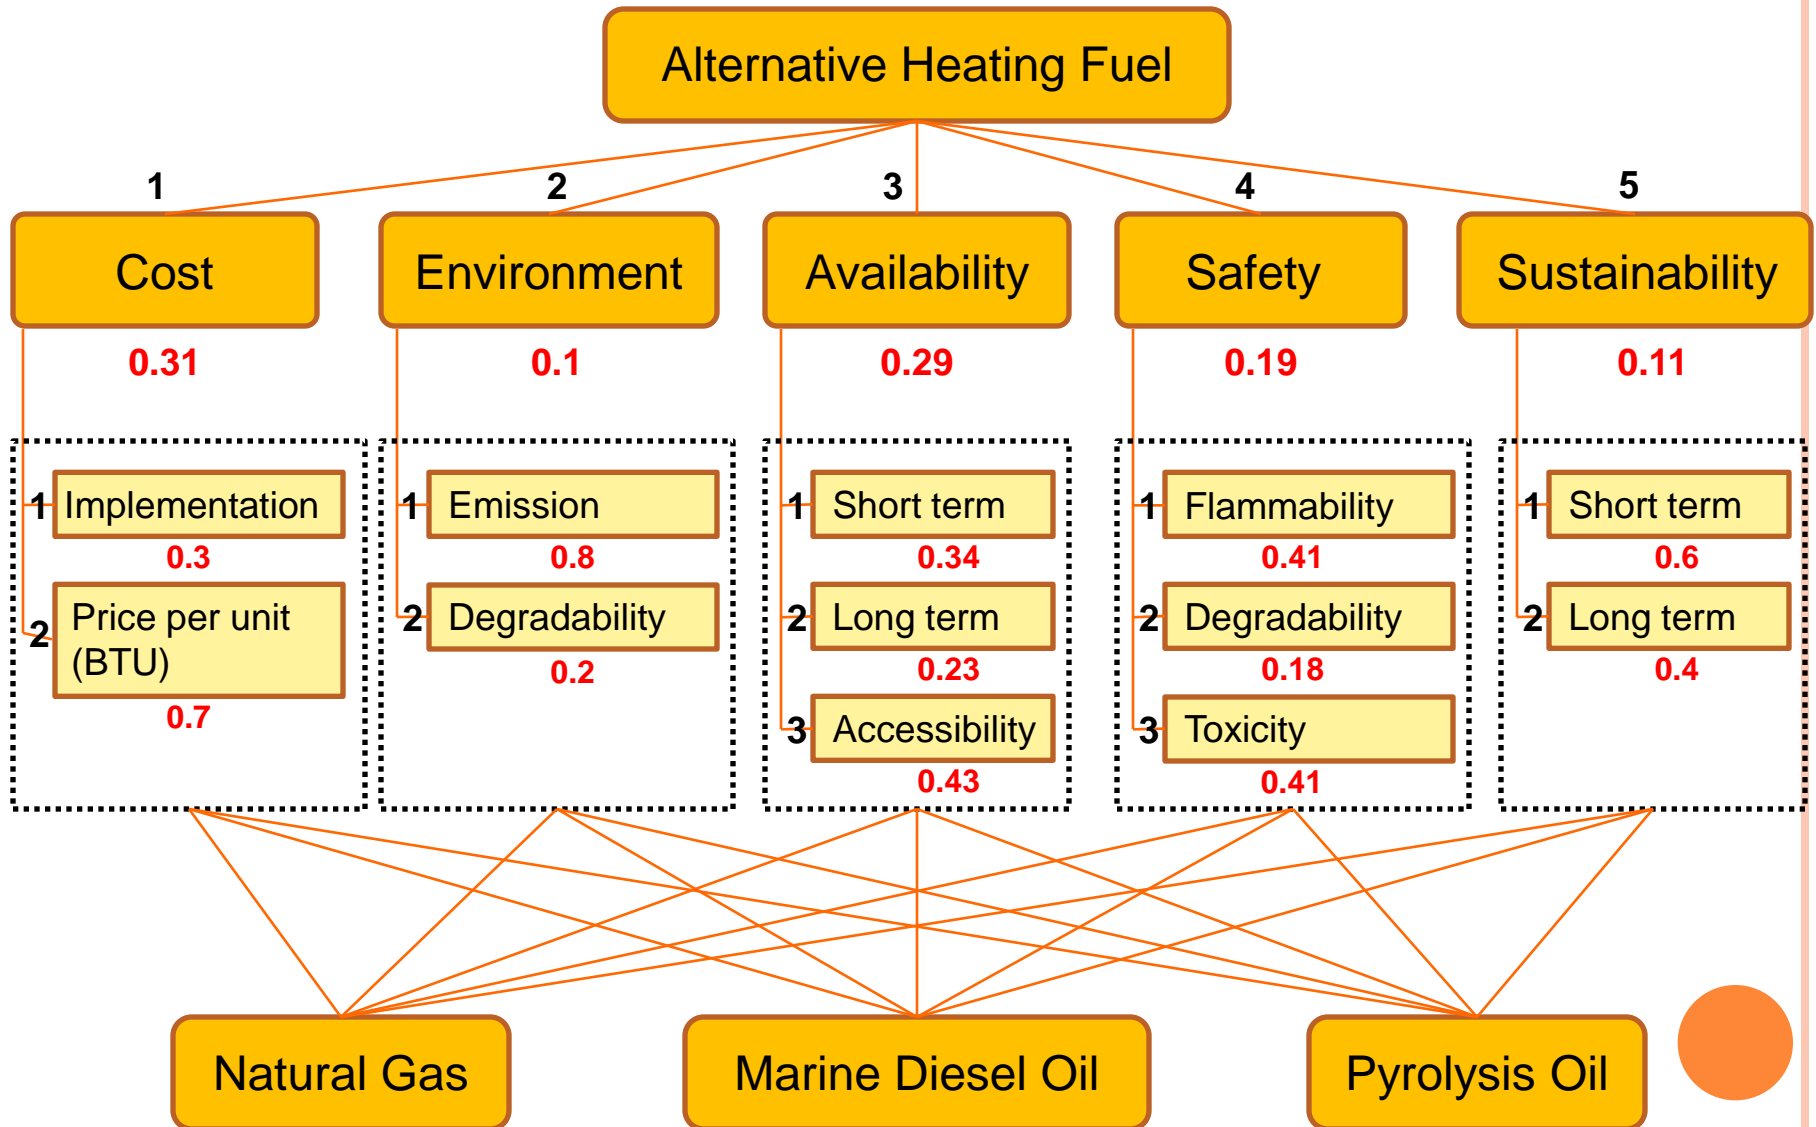 Alternative Heating Fuel
1 2 3 4 5
Cost Environment Availability Safety Sustainability
0.31 0.1 0.29 0.19 0.11
1 Implementation
0.3
2 Price per unit
(BTU)
0.7
1 Emission
0.8
2 Degradability
0.2
1 Short term
0.34
2 Long term
0.23
3 Accessibility
0.43
1 Flammability
0.41
2 Degradability
0.18
3 Toxicity
0.41
1 Short term
0.6
2 Long term
0.4
Natural Gas Marine Diesel Oil Pyrolysis Oil